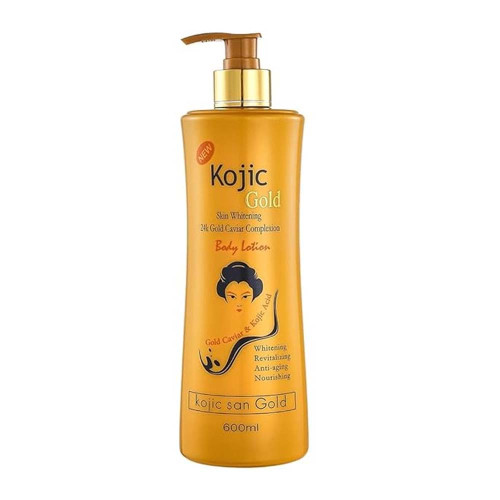 NEW
Kojic
Gold
Skin Whitening
24k Gold Caviar Complexion
Body Lotion
Gold Caviar & Kojic Acid
Whitening
Revitalising
Anti-aging
Nourishing
kojic san Gold
600ml